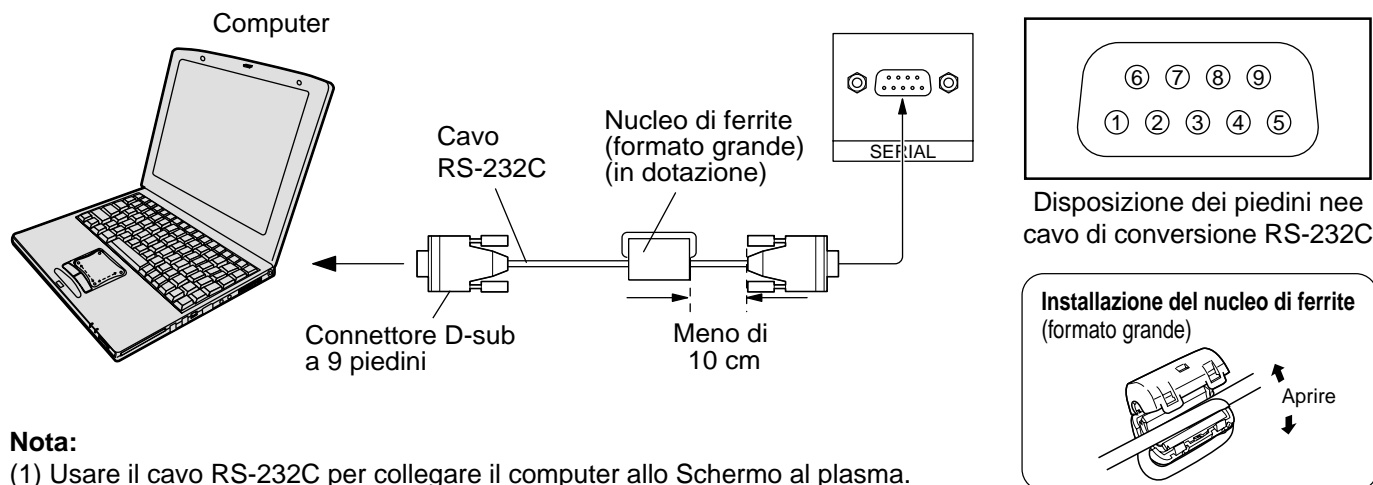 Computer
Cavo
RS-232C
Nucleo di ferrite
(formato grande)
(in dotazione)
SERIAL
Connettore D-sub
a 9 piedini
Meno di
10 cm
6 7 8 9
1 2 3 4 5
Disposizione dei piedini nee
cavo di conversione RS-232C
Installazione del nucleo di ferrite
(formato grande)
Aprire
Nota:
(1) Usare il cavo RS-232C per collegare il computer allo Schermo al plasma.